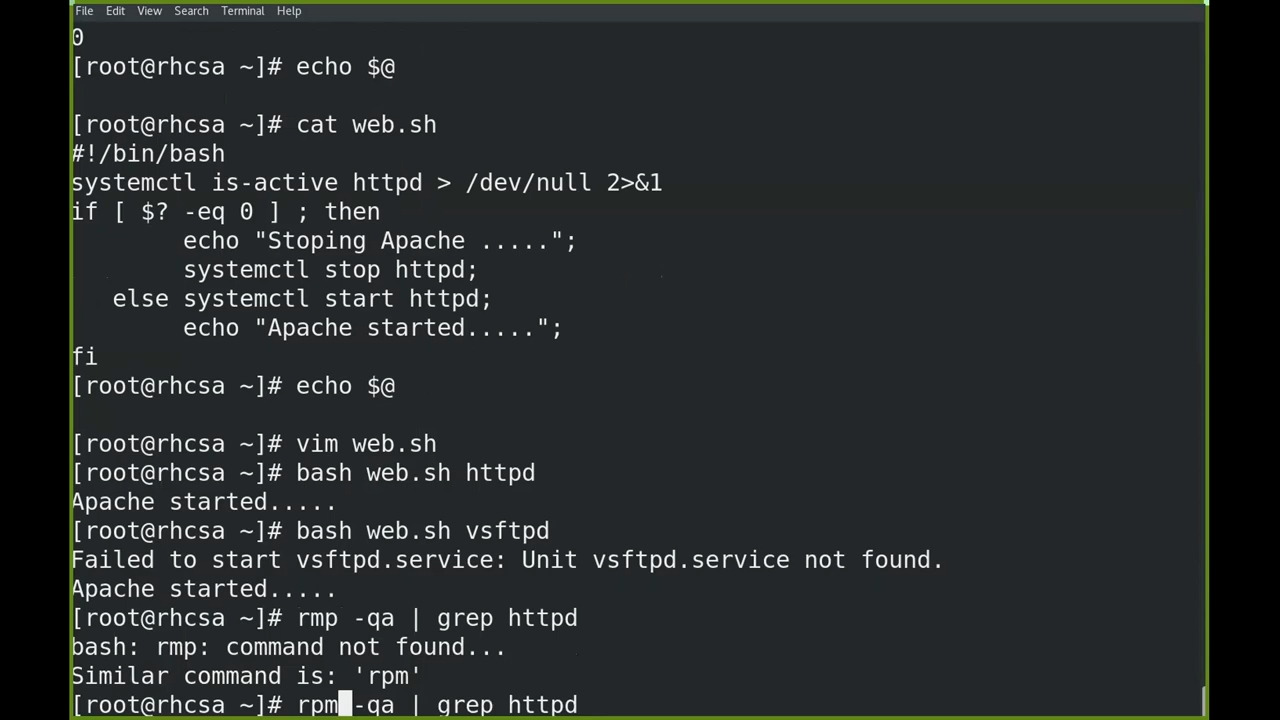 File Edit View Search Terminal Help
0
[root@rhcsa ~]# echo $@
[root@rhcsa ~]# cat web.sh
#!/bin/bash
systemctl is-active httpd > /dev/null 2>&1
if [ $? -eq 0 ] ; then
        echo "Stoping Apache .....";
        systemctl stop httpd;
   else systemctl start httpd;
        echo "Apache started.....";
fi
[root@rhcsa ~]# echo $@
[root@rhcsa ~]# vim web.sh
[root@rhcsa ~]# bash web.sh httpd
Apache started.....
[root@rhcsa ~]# bash web.sh vsftpd
Failed to start vsftpd.service: Unit vsftpd.service not found.
Apache started.....
[root@rhcsa ~]# rmp -qa | grep httpd
bash: rmp: command not found...
Similar command is: 'rpm'
[root@rhcsa ~]# rpm -qa | grep httpd